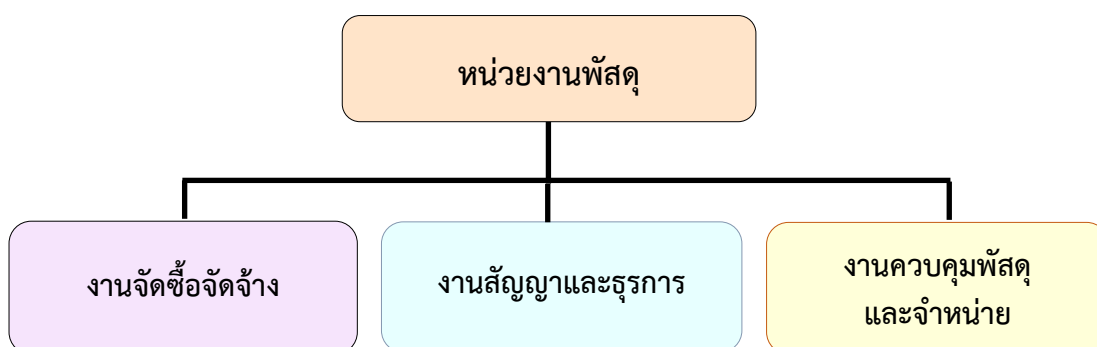 หน่วยงานพัสดุ
งานจัดซื้อจัดจ้าง
งานสัญญาและธุรการ
งานควบคุมพัสดุ
และจำหน่าย